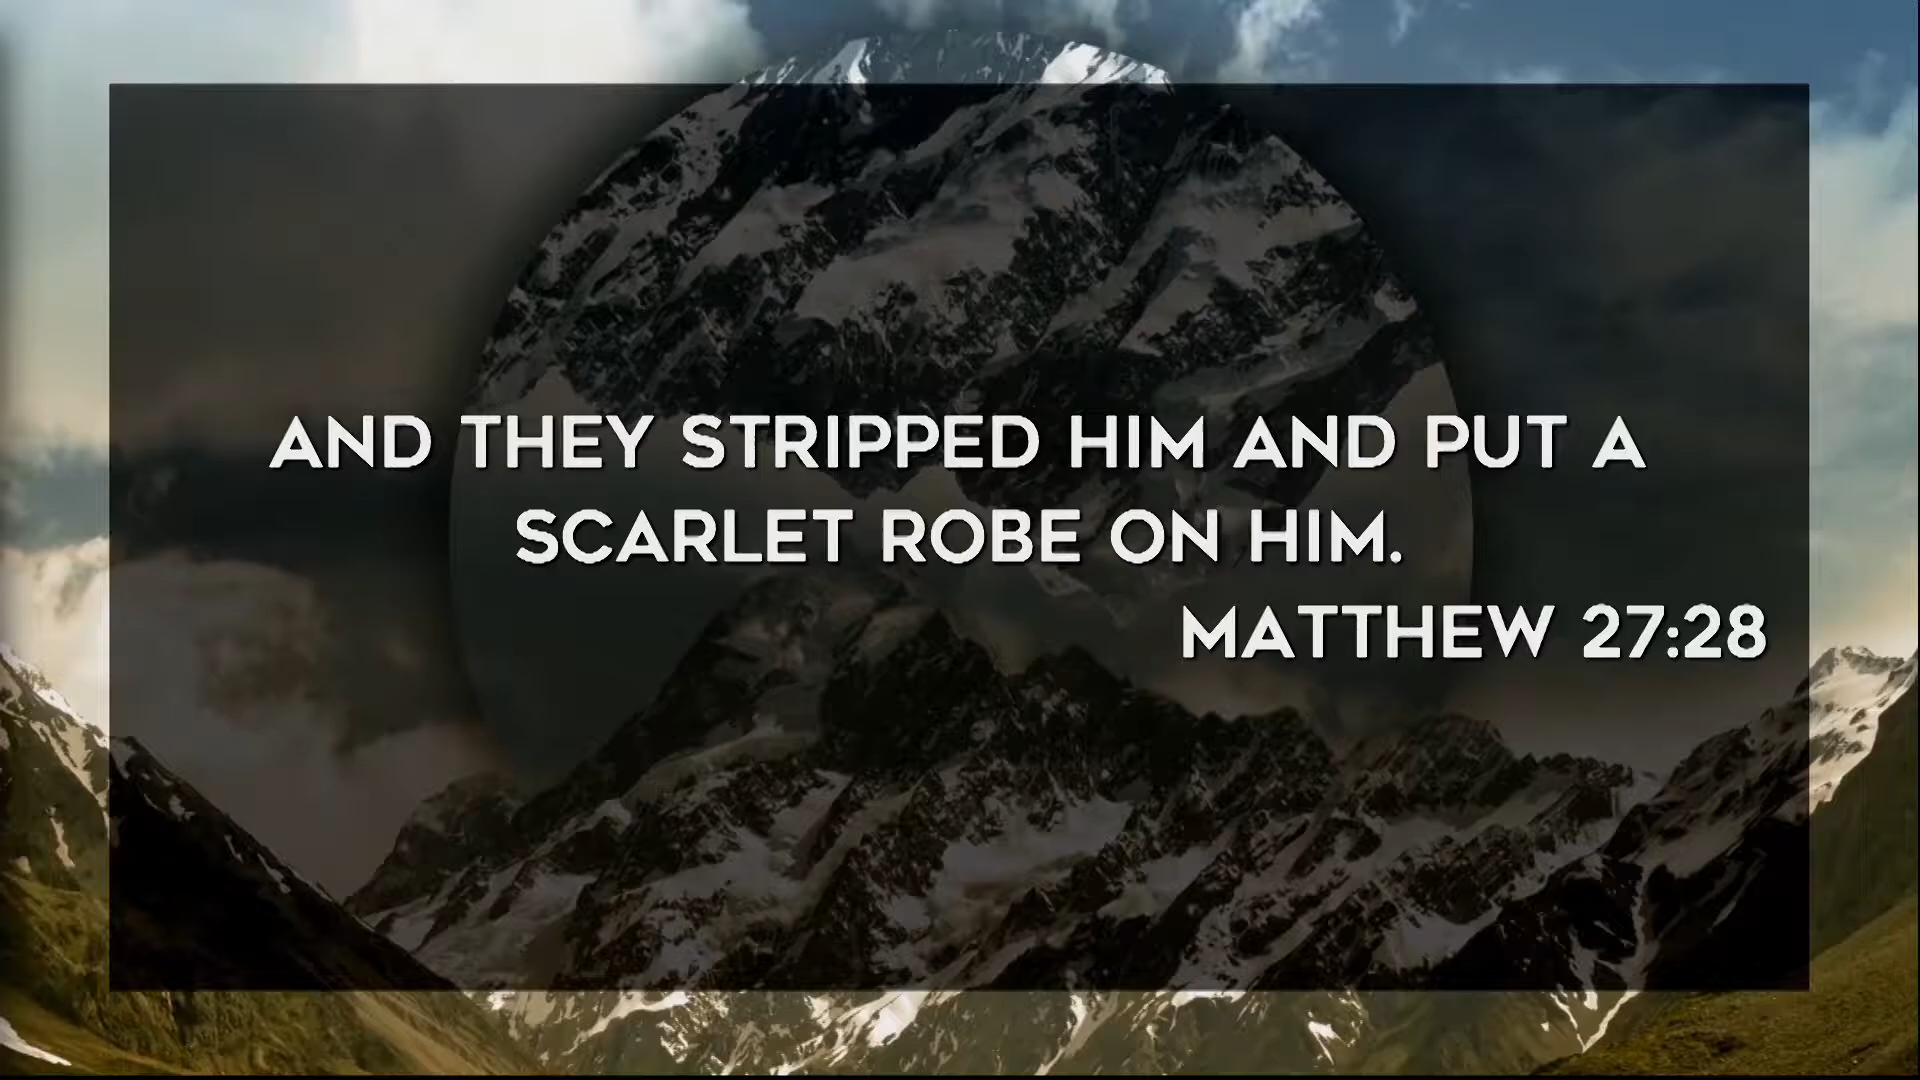 AND THEY STRIPPED HIM AND PUT A
SCARLET ROBE ON HIM.
MATTHEW 27:28